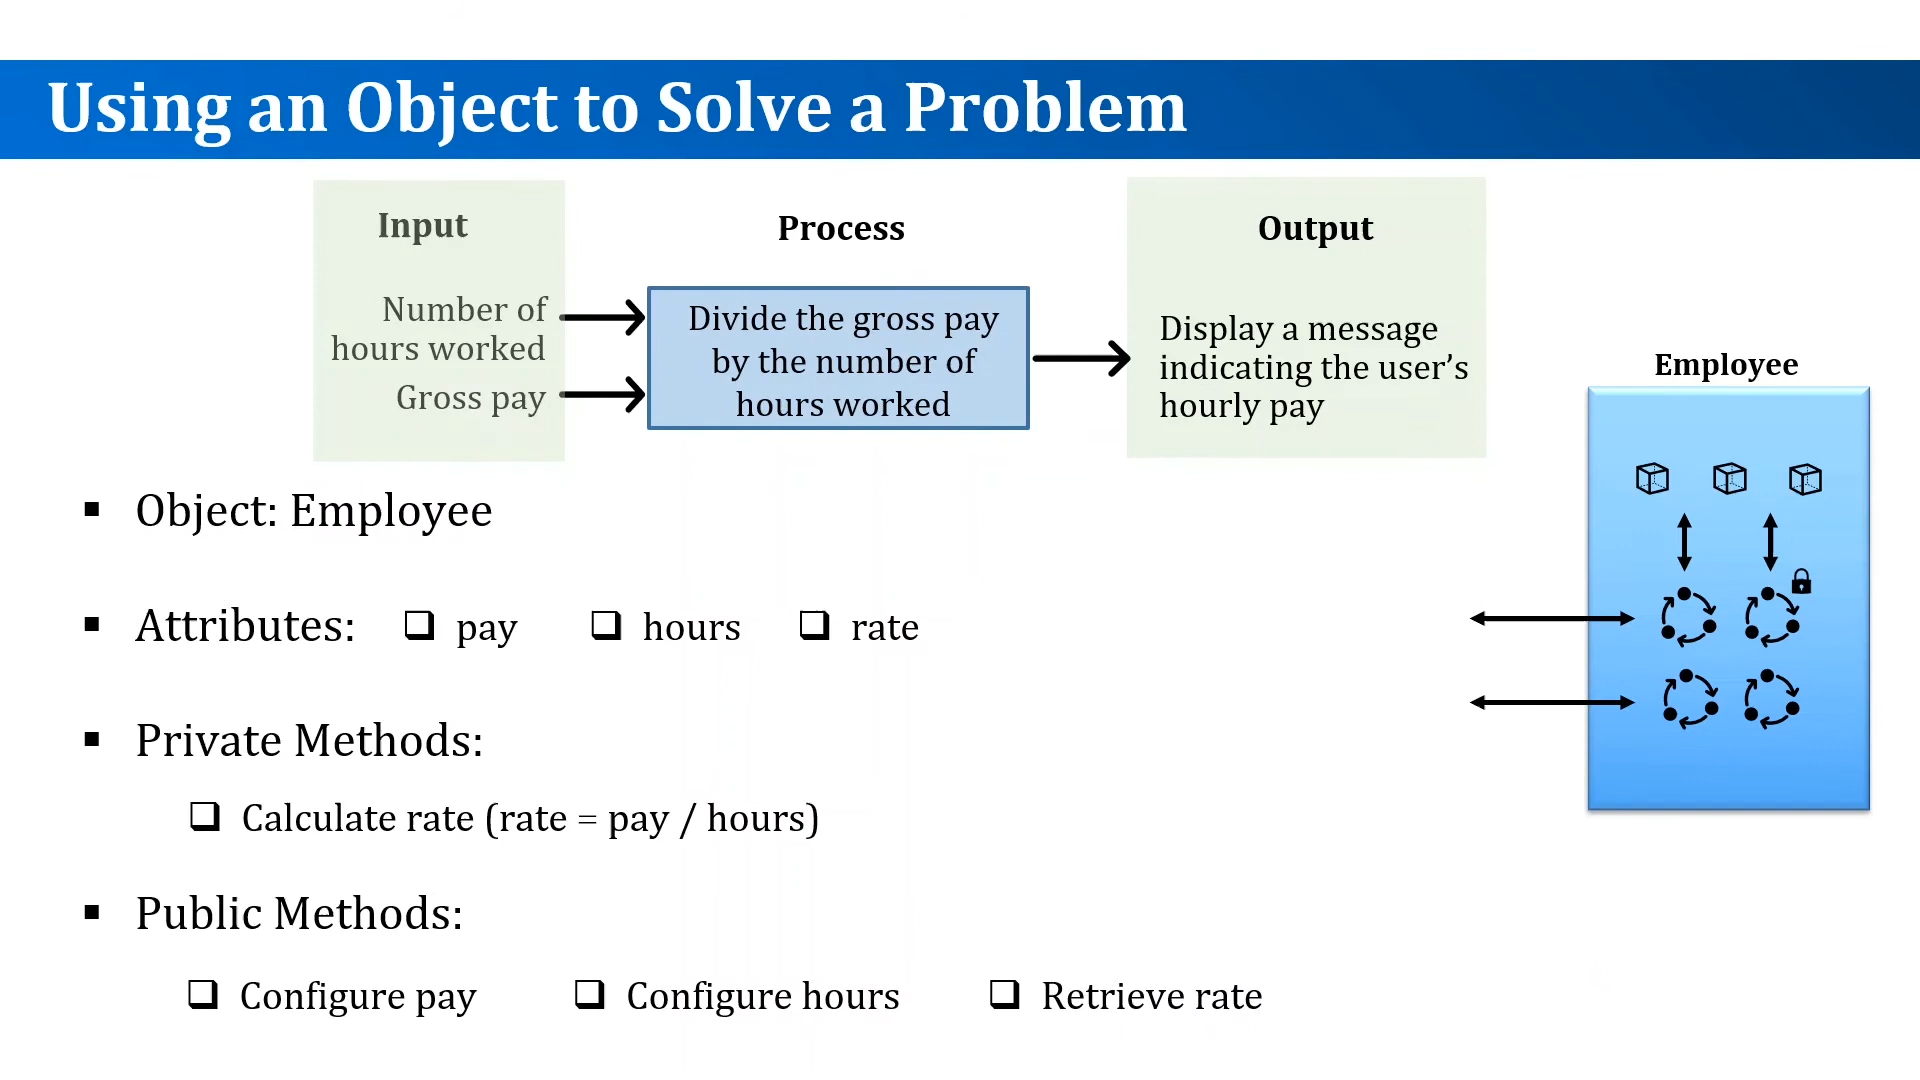 Using an Object to Solve a Problem
Input
Number of
hours worked
Gross pay
Process
Divide the gross pay
by the number of
hours worked
Output
Display a message
indicating the user’s
hourly pay
Employee
▪ Object: Employee
▪ Attributes: ❑ pay ❑ hours ❑ rate
▪ Private Methods:
❑ Calculate rate (rate = pay / hours)
▪ Public Methods:
❑ Configure pay ❑ Configure hours ❑ Retrieve rate